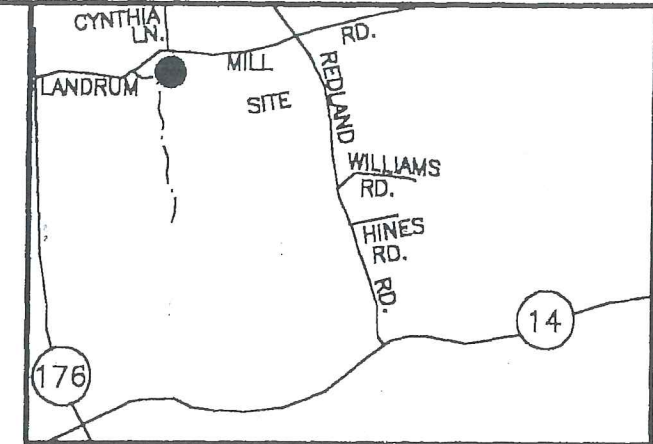 CYNTHIA
LN.
LANDRUM MILL RD.
SITE
REDLAND RD.
WILLIAMS
RD.
HINES
RD.
14
176